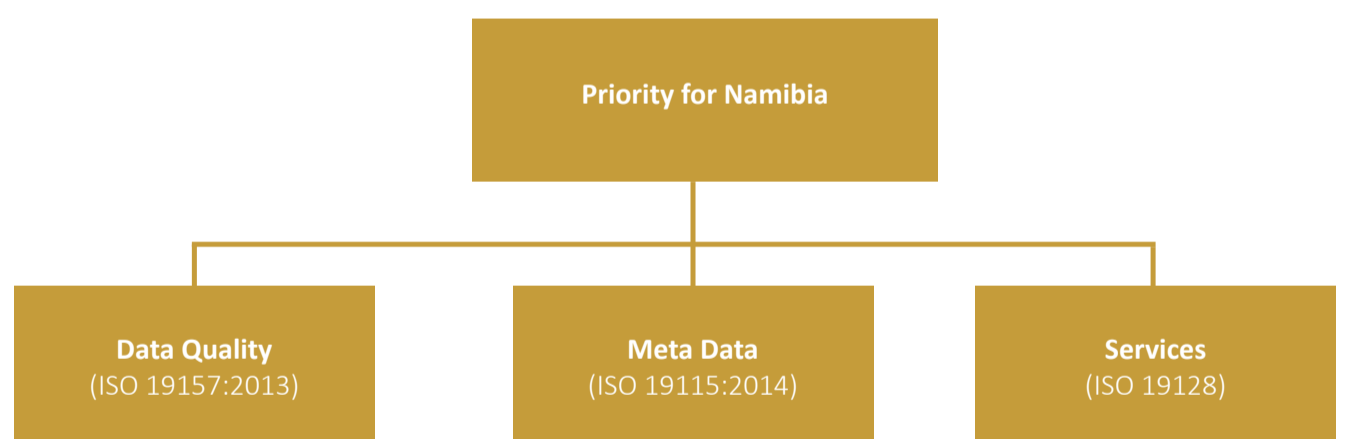 Priority for Namibia
Data Quality
(ISO 19157:2013)
Meta Data
(ISO 19115:2014)
Services
(ISO 19128)